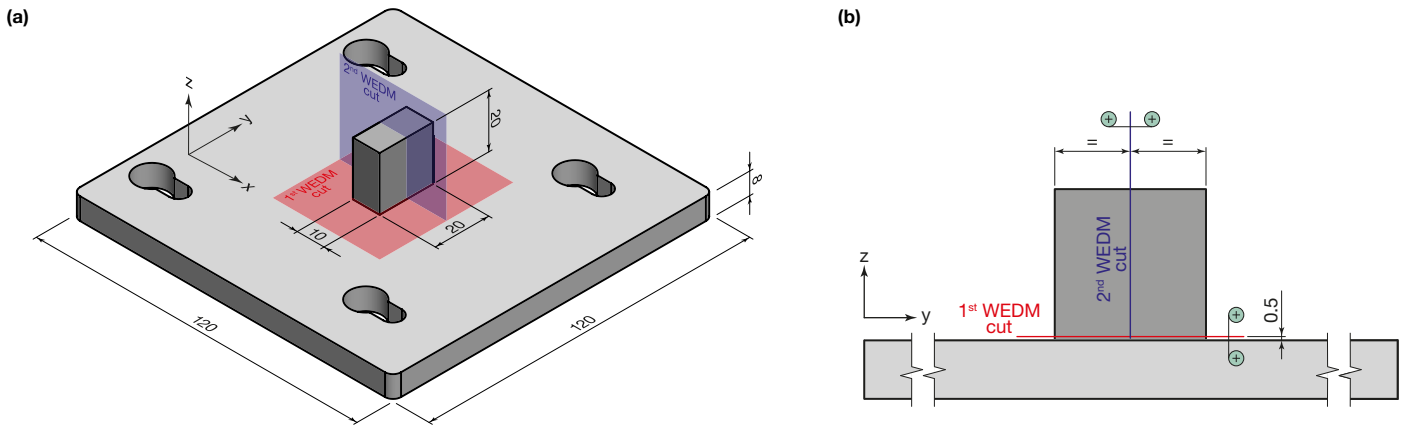 (a)
z
y
x
2nd WEDM
cut
1st WEDM
cut
20
8
10
20
120
120
(b)
= =
2nd WEDM
cut
z
y
1st WEDM
cut
0.5
+ +
+
+